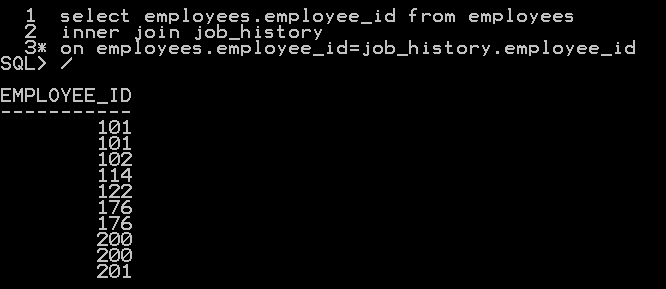 1 select employees.employee_id from employees
2 inner join job_history
3* on employees.employee_id=job_history.employee_id
SQL> /
EMPLOYEE_ID
-----------
101
101
102
114
122
176
176
200
200
201